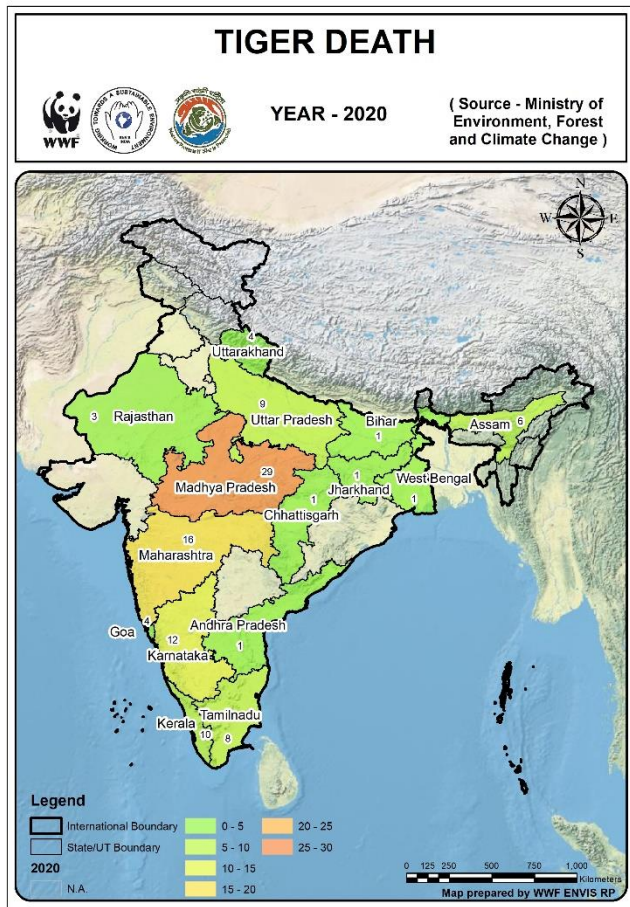 TIGER DEATH
WWF
YEAR - 2020
( Source - Ministry of
Environment, Forest
and Climate Change )
N
W
E
S
4
Uttarakhand
3
Rajasthan
9
Uttar Pradesh
Bihar
1
Assam
6
29
Madhya Pradesh
1
Jharkhand
West Bengal
1
1
Chhattisgarh
16
Maharashtra
4
Goa
12
Karnataka
Andhra Pradesh
1
Kerala
10
Tamilnadu
8
Legend
International Boundary
State/UT Boundary
2020
N.A.
0 - 5
5 - 10
10 - 15
15 - 20
20 - 25
25 - 30
0 125 250 500 750 1,000
Kilometers
Map prepared by WWF ENVIS RP